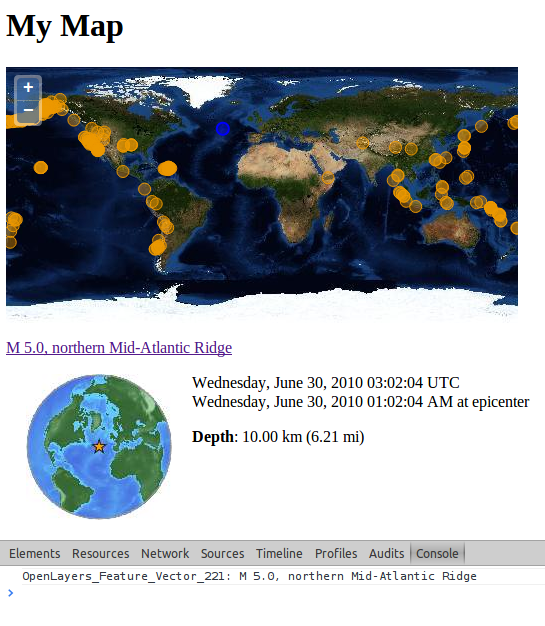 My Map
+
−
M 5.0, northern Mid-Atlantic Ridge
Wednesday, June 30, 2010 03:02:04 UTC
Wednesday, June 30, 2010 01:02:04 AM at epicenter
Depth: 10.00 km (6.21 mi)
Elements Resources Network Sources Timeline Profiles Audits Console
OpenLayers_Feature_Vector_221: M 5.0, northern Mid-Atlantic Ridge
>